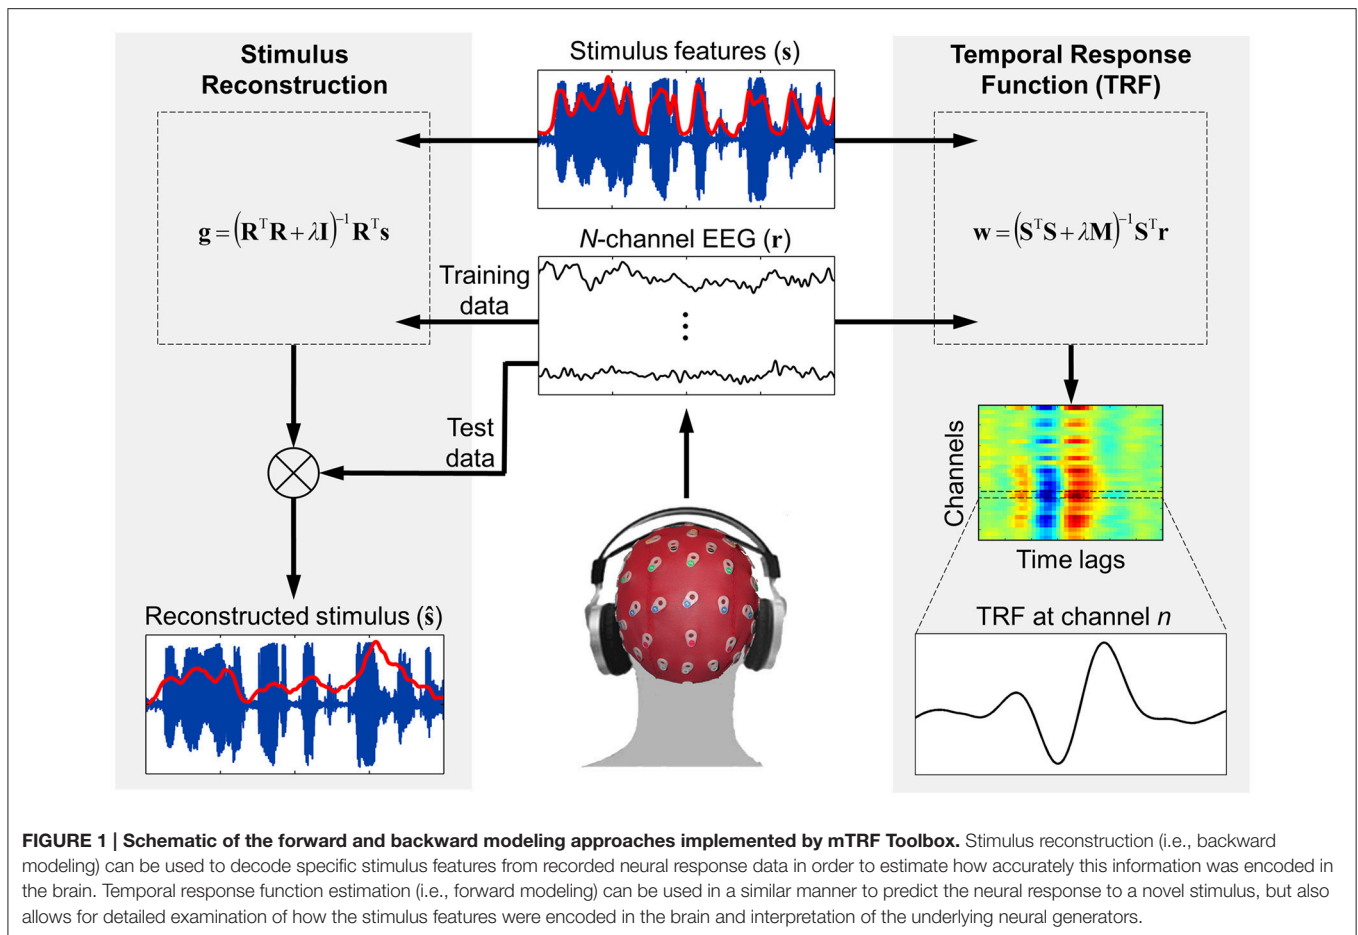 Stimulus
Reconstruction
Stimulus features (s)
Temporal Response
Function (TRF)
g = (RᵀR + λI)⁻¹ Rᵀs
w = (SᵀS + λM)⁻¹ Sᵀr
N-channel EEG (r)
Training
data
Test
data
Channels
Time lags
Reconstructed stimulus (ŝ)
TRF at channel n
FIGURE 1 | Schematic of the forward and backward modeling approaches implemented by mTRF Toolbox. Stimulus reconstruction (i.e., backward
modeling) can be used to decode specific stimulus features from recorded neural response data in order to estimate how accurately this information was encoded in
the brain. Temporal response function estimation (i.e., forward modeling) can be used in a similar manner to predict the neural response to a novel stimulus, but also
allows for detailed examination of how the stimulus features were encoded in the brain and interpretation of the underlying neural generators.